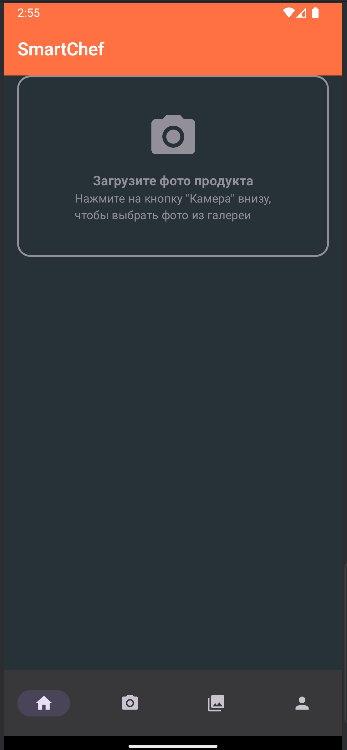 2:55
SmartChef
Загрузите фото продукта
Нажмите на кнопку "Камера" внизу,
чтобы выбрать фото из галереи